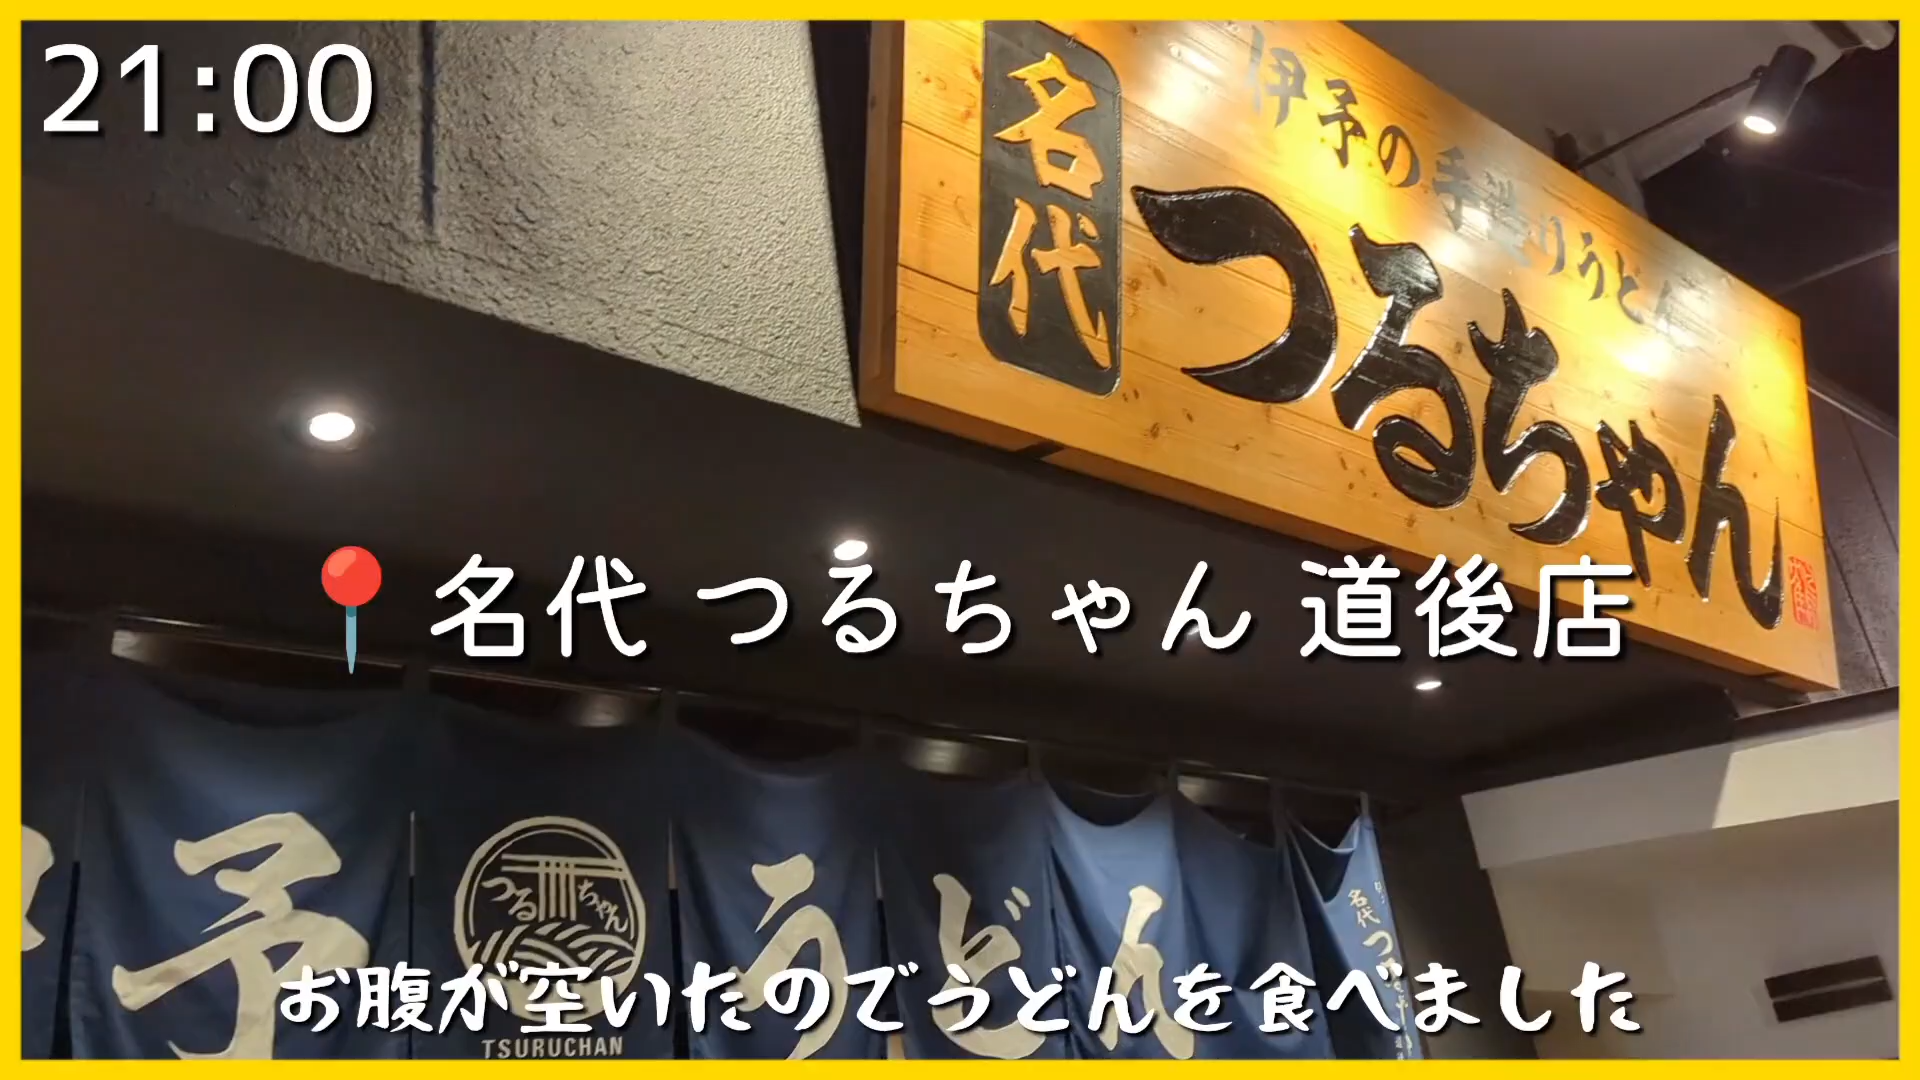 21:00
伊予の手造りうどん
名代
つるちゃん
📍名代 つるちゃん 道後店
予 うどん
つるちゃん
TSURUCHAN
名代
お腹が空いたのでうどんを食べました